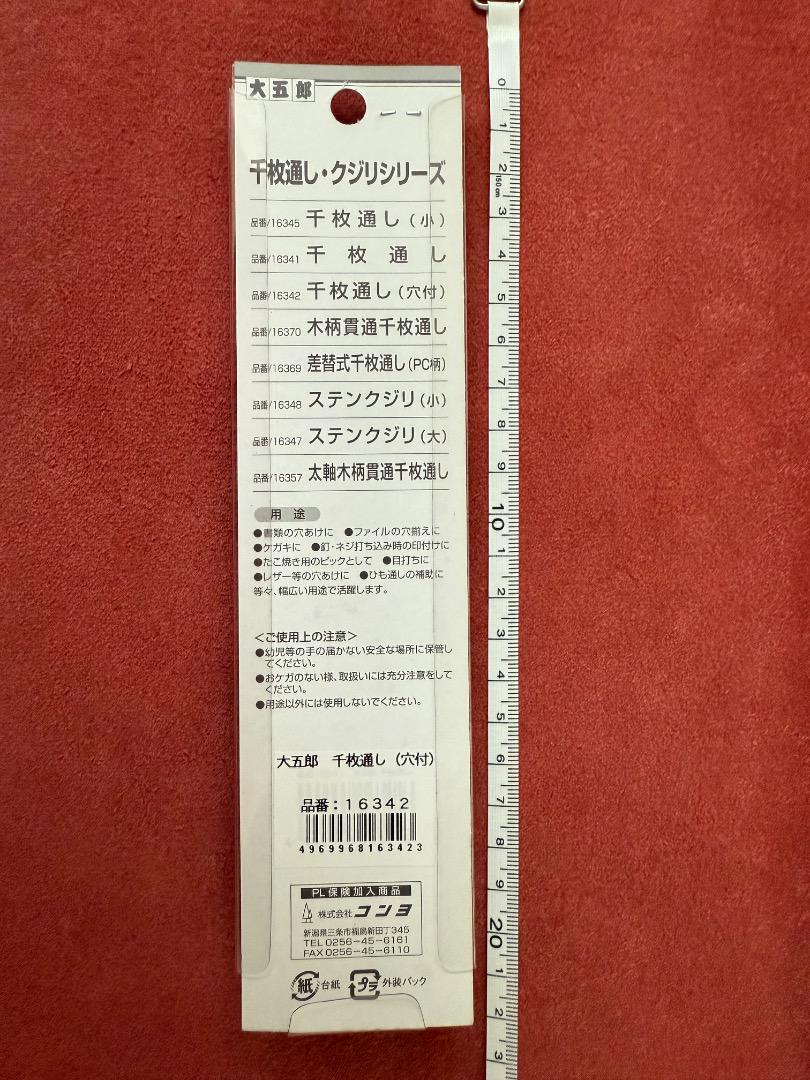 大五郎
千枚通し・クジリシリーズ
品番/16345 千枚通し(小)
品番/16341 千枚通し
品番/16342 千枚通し(穴付)
品番/16370 木柄貫通千枚通し
品番/16369 差替式千枚通し(PC柄)
品番/16348 ステンクジリ(小)
品番/16347 ステンクジリ(大)
品番/16357 太軸木柄貫通千枚通し
用途
●書類の穴あけに ●ファイルの穴揃えに
●ケガキに ●釘・ネジ打ち込み時の印付けに
●たこ焼き用のピックとして ●目打ちに
●レザー等の穴あけに ●ひも通しの補助に
等々、幅広い用途で活躍します。
<ご使用上の注意>
●幼児等の手の届かない安全な場所に保管し
てください。
●おケガのない様、取扱いには充分注意をして
ください。
●用途以外には使用しないでください。
大五郎 千枚通し(穴付)
品番:16342
4969968163423
PL保険加入商品
株式会社コンヨ
新潟県三条市福島新田丁345
TEL 0256-45-6161
FAX 0256-45-6110
紙 台紙 プラ 外装パック
0
1
2
150cm
3
4
5
6
7
8
9
10
1
2
3
4
5
6
7
8
9
20
1
2
3